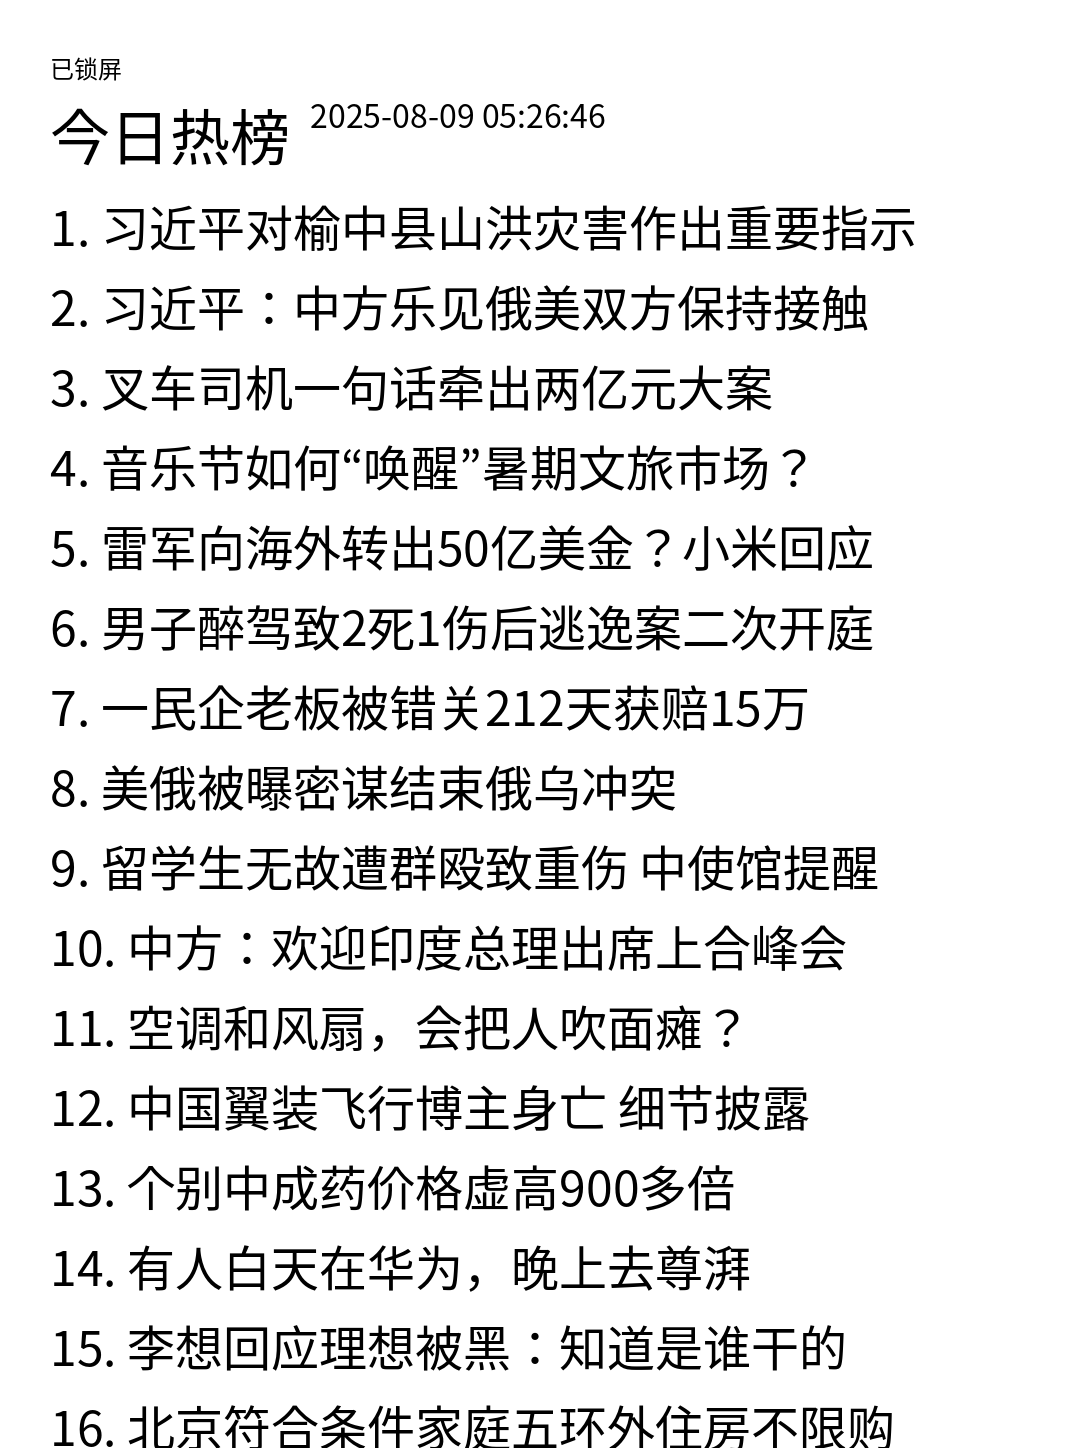 已锁屏
今日热榜 2025-08-09 05:26:46
1. 习近平对榆中县山洪灾害作出重要指示
2. 习近平：中方乐见俄美双方保持接触
3. 叉车司机一句话牵出两亿元大案
4. 音乐节如何“唤醒”暑期文旅市场？
5. 雷军向海外转出50亿美金？小米回应
6. 男子醉驾致2死1伤后逃逸案二次开庭
7. 一民企老板被错关212天获赔15万
8. 美俄被曝密谋结束俄乌冲突
9. 留学生无故遭群殴致重伤 中使馆提醒
10. 中方：欢迎印度总理出席上合峰会
11. 空调和风扇，会把人吹面瘫？
12. 中国翼装飞行博主身亡 细节披露
13. 个别中成药价格虚高900多倍
14. 有人白天在华为，晚上去尊湃
15. 李想回应理想被黑：知道是谁干的
16. 北京符合条件家庭五环外住房不限购